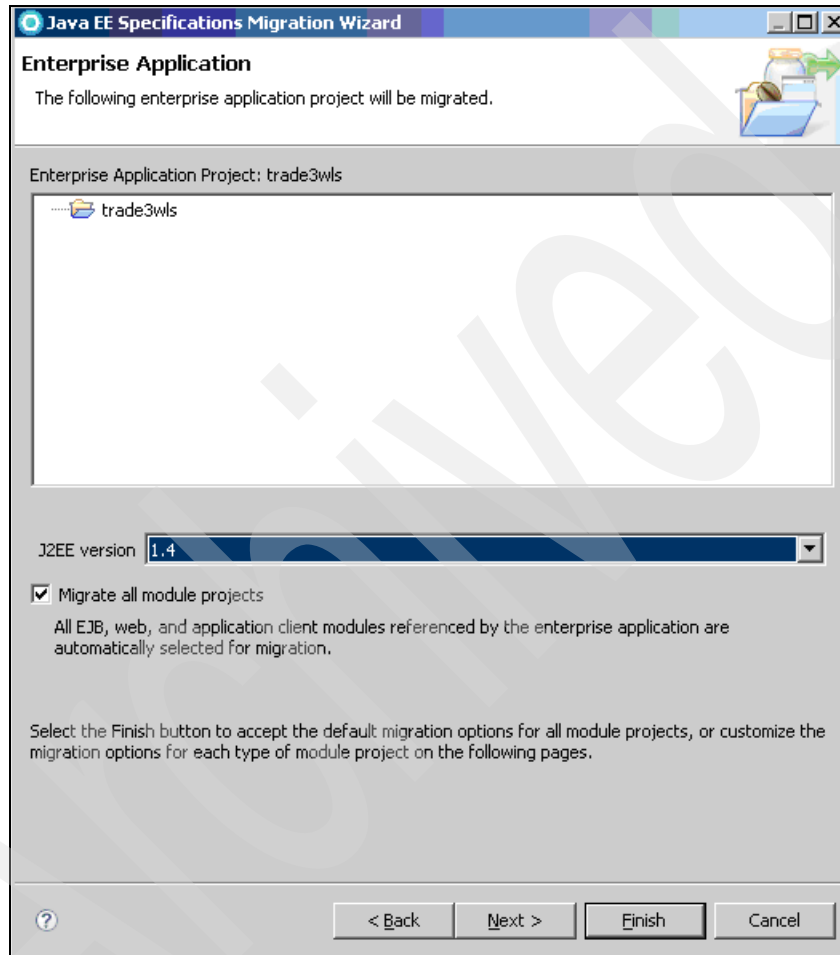 Java EE Specifications Migration Wizard
Enterprise Application
The following enterprise application project will be migrated.
Enterprise Application Project: trade3wls
trade3wls
J2EE version 1.4
Migrate all module projects
All EJB, web, and application client modules referenced by the enterprise application are
automatically selected for migration.
Select the Finish button to accept the default migration options for all module projects, or customize the
migration options for each type of module project on the following pages.
? < Back Next > Finish Cancel
Archived